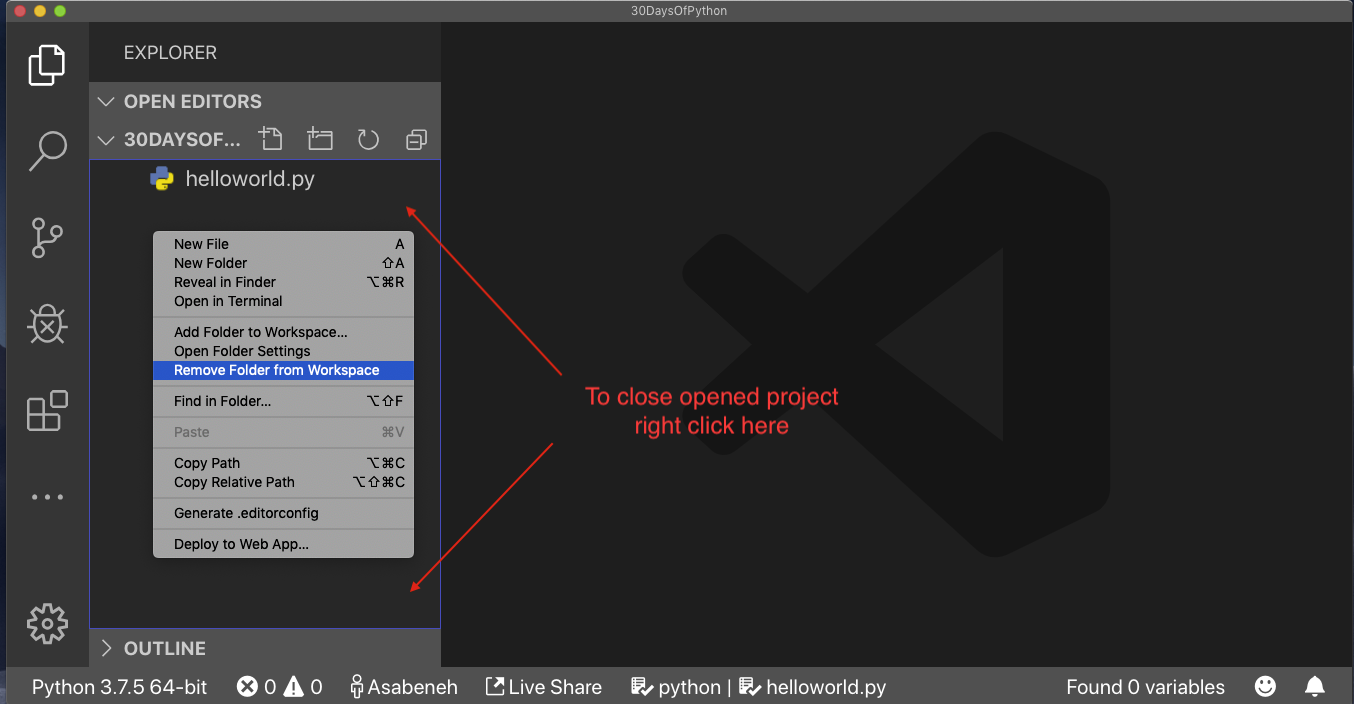 30DaysOfPython
EXPLORER
OPEN EDITORS
30DAYSOF...
helloworld.py
New File A
New Folder ⇧A
Reveal in Finder ⌥⌘R
Open in Terminal
Add Folder to Workspace...
Open Folder Settings
Remove Folder from Workspace
Find in Folder... ⌥⇧F
Paste ⌘V
Copy Path ⌥⌘C
Copy Relative Path ⌥⇧⌘C
Generate .editorconfig
Deploy to Web App...
To close opened project
right click here
OUTLINE
Python 3.7.5 64-bit 0 0 Asabeneh Live Share python | helloworld.py Found 0 variables